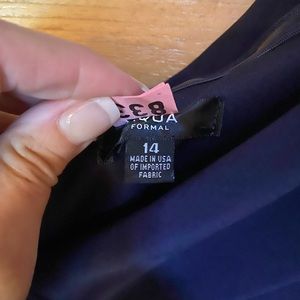 833
QUA
FORMAL
14
MADE IN USA
OF IMPORTED
FABRIC